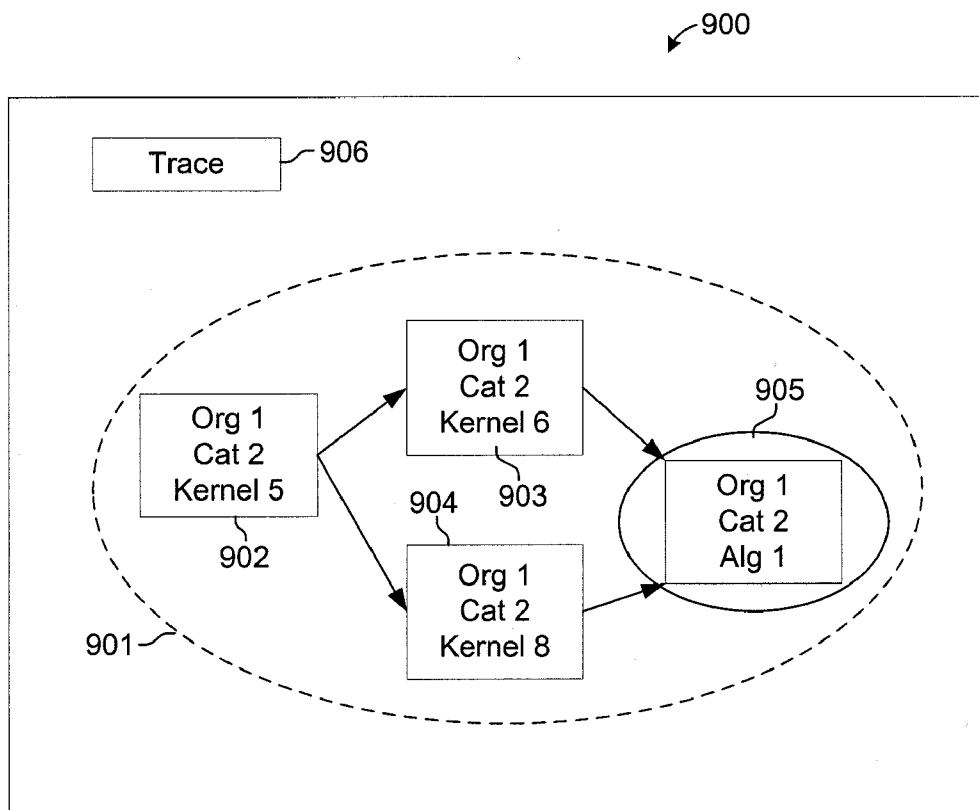 900
Trace
906
Org 1
Cat 2
Kernel 5
902
Org 1
Cat 2
Kernel 6
903
904
Org 1
Cat 2
Kernel 8
905
Org 1
Cat 2
Alg 1
901